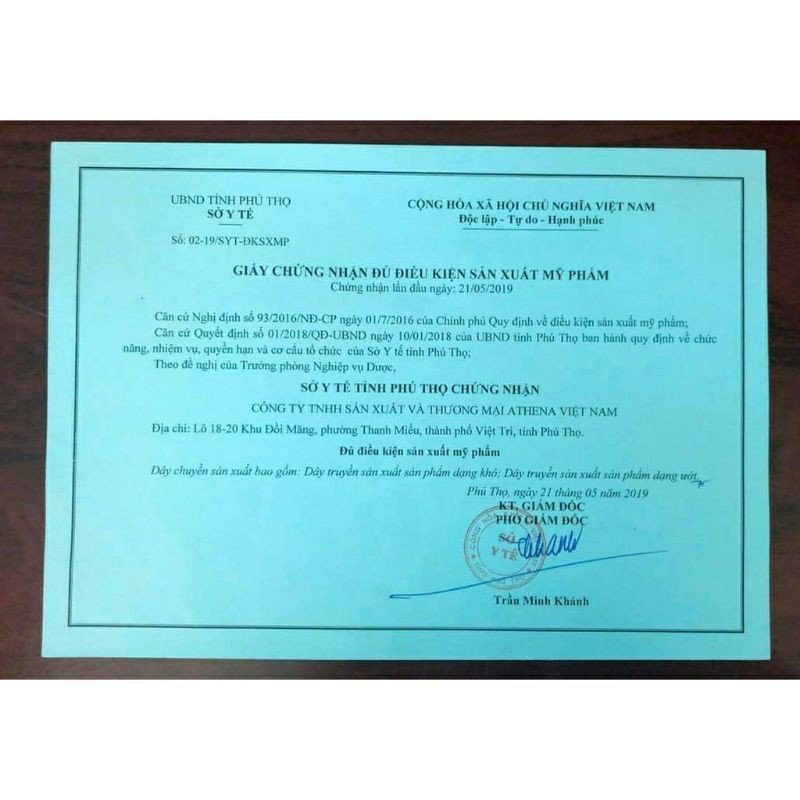 UBND TỈNH PHÚ THỌ
SỞ Y TẾ
Số: 02-19/SYT-ĐKSXMP
CỘNG HÒA XÃ HỘI CHỦ NGHĨA VIỆT NAM
Độc lập - Tự do - Hạnh phúc
GIẤY CHỨNG NHẬN ĐỦ ĐIỀU KIỆN SẢN XUẤT MỸ PHẨM
Chứng nhận lần đầu ngày: 21/05/2019
Căn cứ Nghị định số 93/2016/NĐ-CP ngày 01/7/2016 của Chính phủ Quy định về điều kiện sản xuất mỹ phẩm;
Căn cứ Quyết định số 01/2018/QĐ-UBND ngày 10/01/2018 của UBND tỉnh Phú Thọ ban hành quy định về chức
năng, nhiệm vụ, quyền hạn và cơ cấu tổ chức của Sở Y tế tỉnh Phú Thọ;
Theo đề nghị của Trưởng phòng Nghiệp vụ Dược,
SỞ Y TẾ TỈNH PHÚ THỌ CHỨNG NHẬN
CÔNG TY TNHH SẢN XUẤT VÀ THƯƠNG MẠI ATHENA VIỆT NAM
Địa chỉ: Lô 18-20 Khu Đồi Măng, phường Thanh Miếu, thành phố Việt Trì, tỉnh Phú Thọ.
Đủ điều kiện sản xuất mỹ phẩm
Dây chuyền sản xuất bao gồm: Dây truyền sản xuất sản phẩm dạng khô; Dây truyền sản xuất sản phẩm dạng ướt
Phú Thọ, ngày 21 tháng 05 năm 2019
KT, GIÁM ĐỐC
PHÓ GIÁM ĐỐC
SỞ
Y TẾ
Trần Minh Khánh